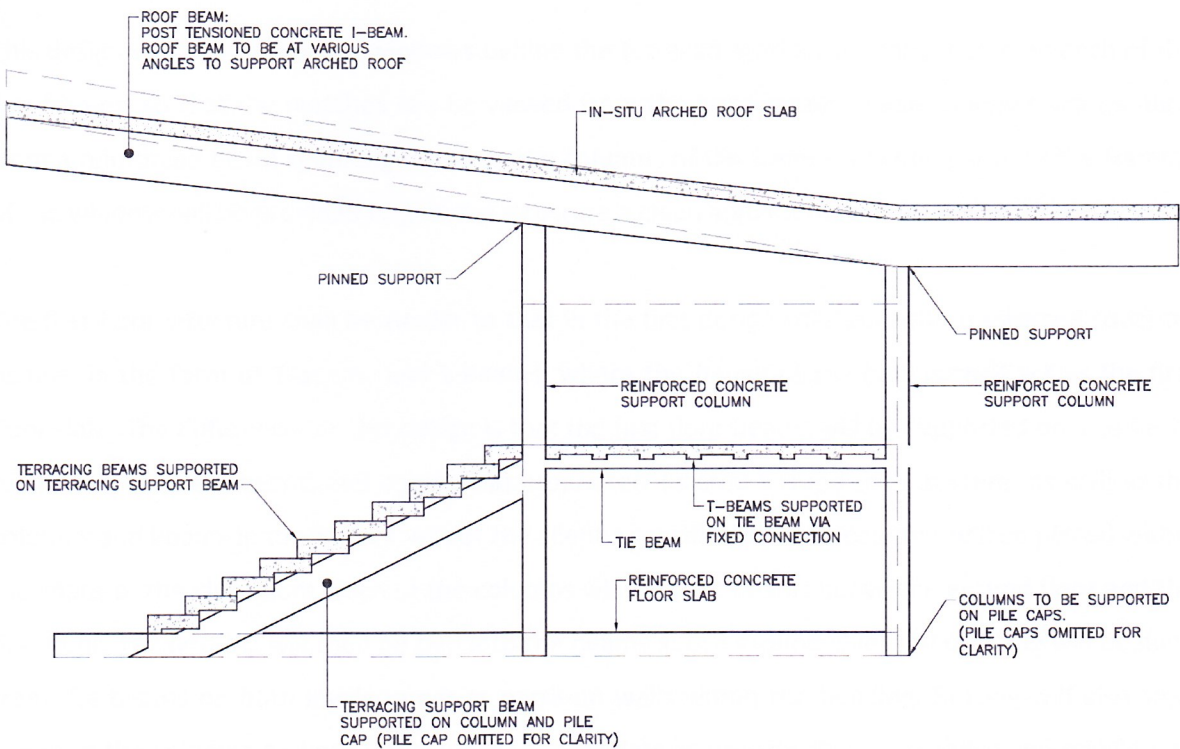 ROOF BEAM:
POST TENSIONED CONCRETE I-BEAM.
ROOF BEAM TO BE AT VARIOUS
ANGLES TO SUPPORT ARCHED ROOF
IN-SITU ARCHED ROOF SLAB
PINNED SUPPORT
PINNED SUPPORT
REINFORCED CONCRETE
SUPPORT COLUMN
REINFORCED CONCRETE
SUPPORT COLUMN
TERRACING BEAMS SUPPORTED
ON TERRACING SUPPORT BEAM
T-BEAMS SUPPORTED
ON TIE BEAM VIA
FIXED CONNECTION
TIE BEAM
REINFORCED CONCRETE
FLOOR SLAB
COLUMNS TO BE SUPPORTED
ON PILE CAPS.
(PILE CAPS OMITTED FOR
CLARITY)
TERRACING SUPPORT BEAM
SUPPORTED ON COLUMN AND PILE
CAP (PILE CAP OMITTED FOR CLARITY)